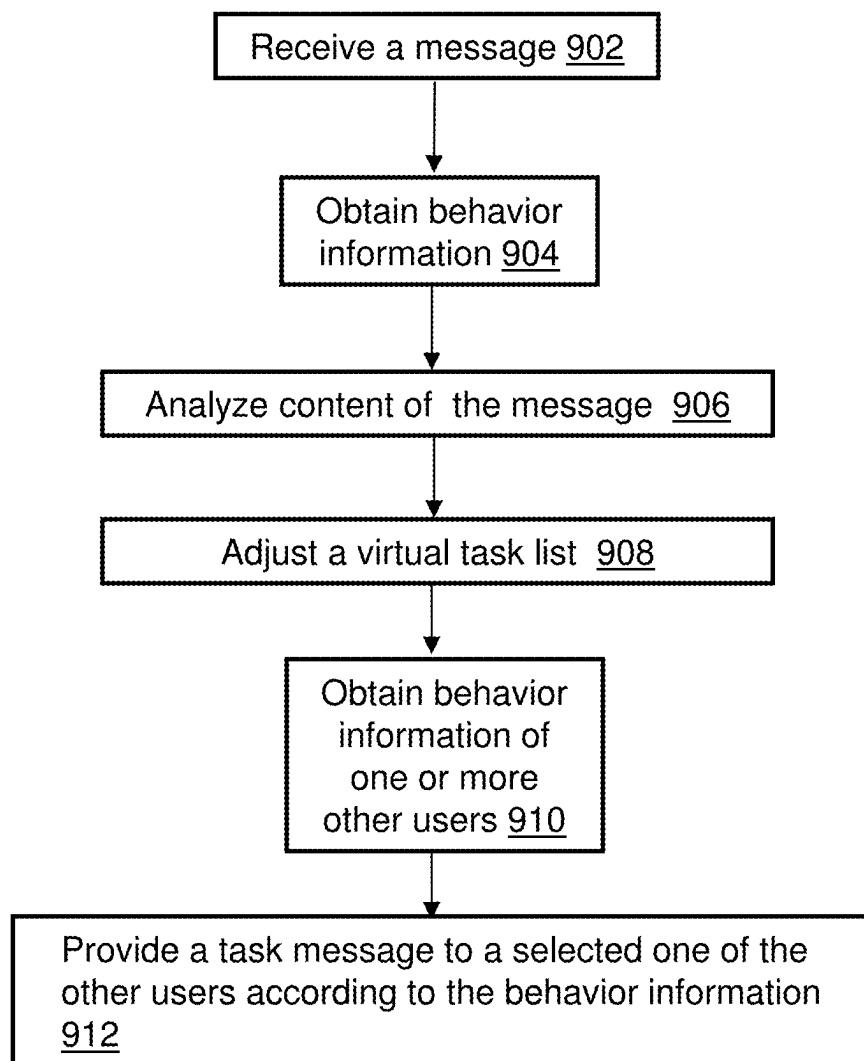 Receive a message 902
Obtain behavior
information 904
Analyze content of the message 906
Adjust a virtual task list 908
Obtain behavior
information of
one or more
other users 910
Provide a task message to a selected one of the
other users according to the behavior information
912